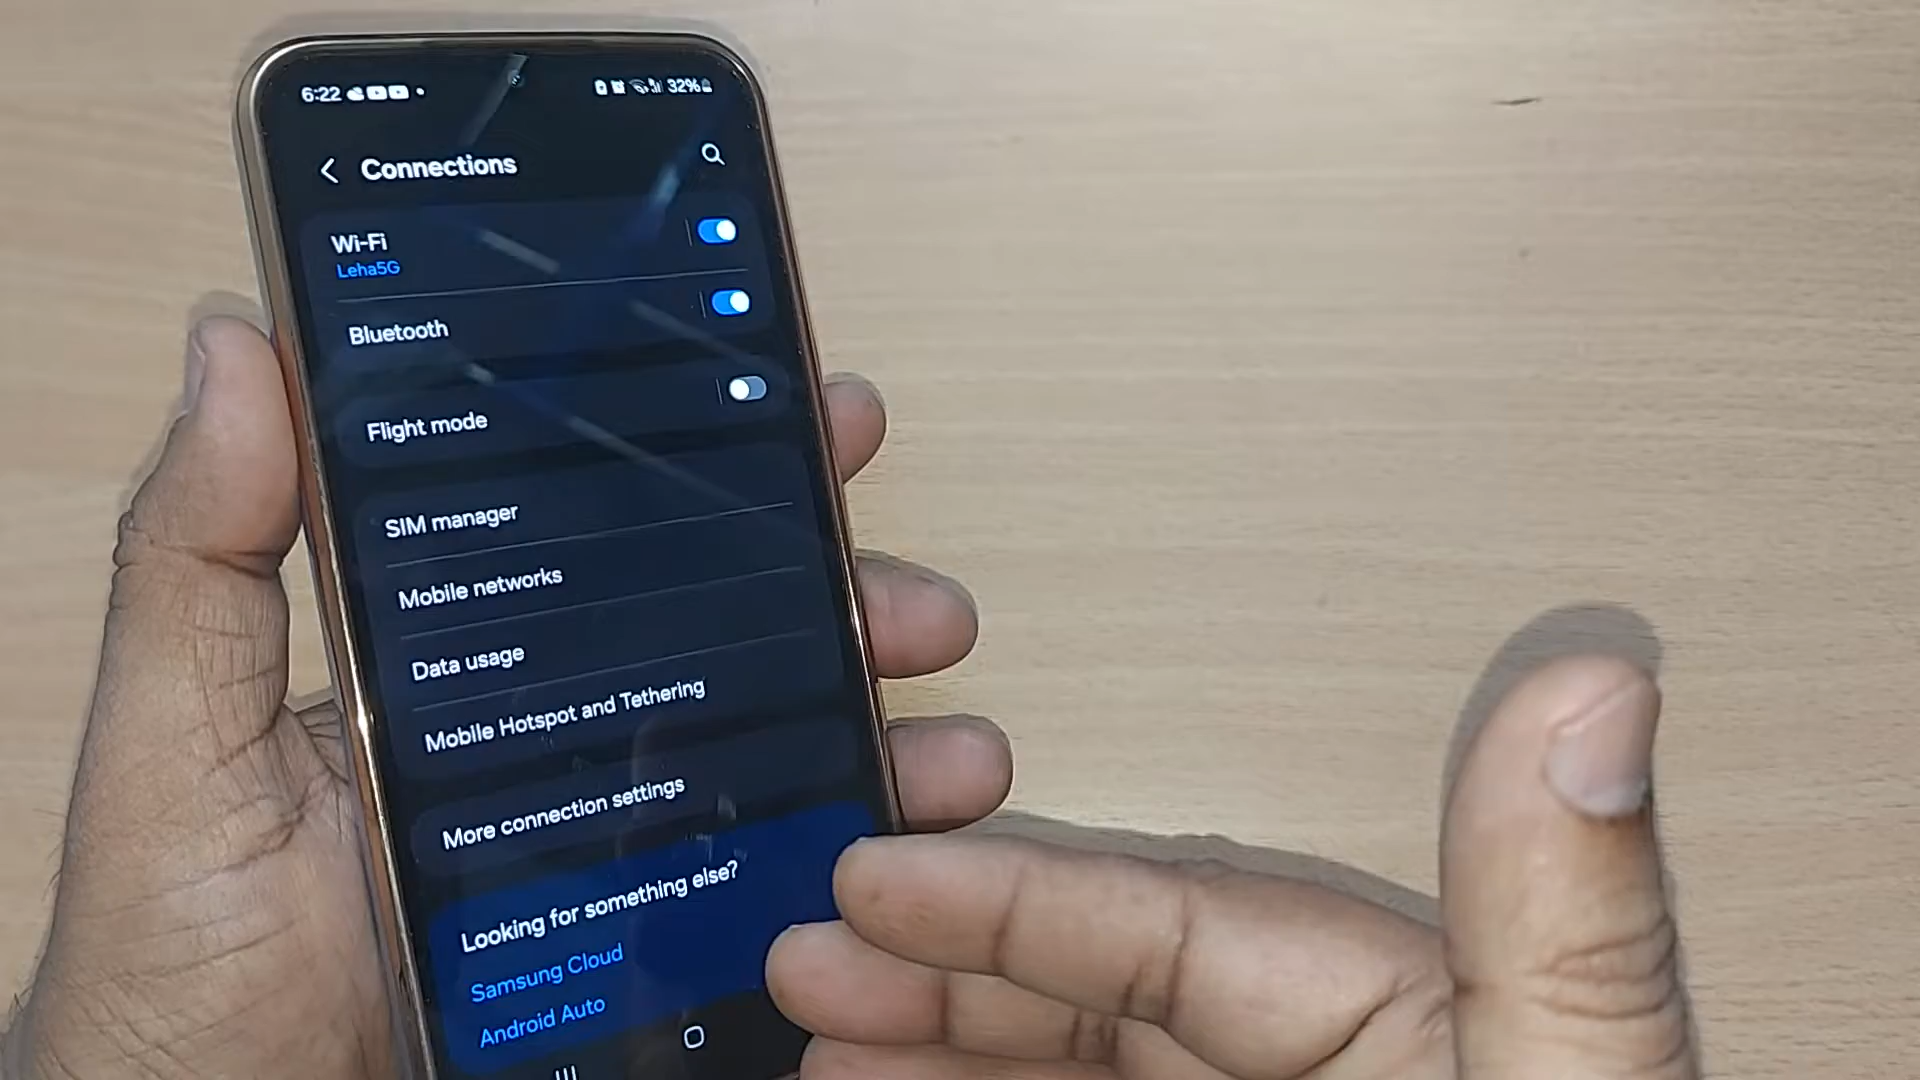 6:22 32%
Connections
Wi-Fi
Leha5G
Bluetooth
Flight mode
SIM manager
Mobile networks
Data usage
Mobile Hotspot and Tethering
More connection settings
Looking for something else?
Samsung Cloud
Android Auto